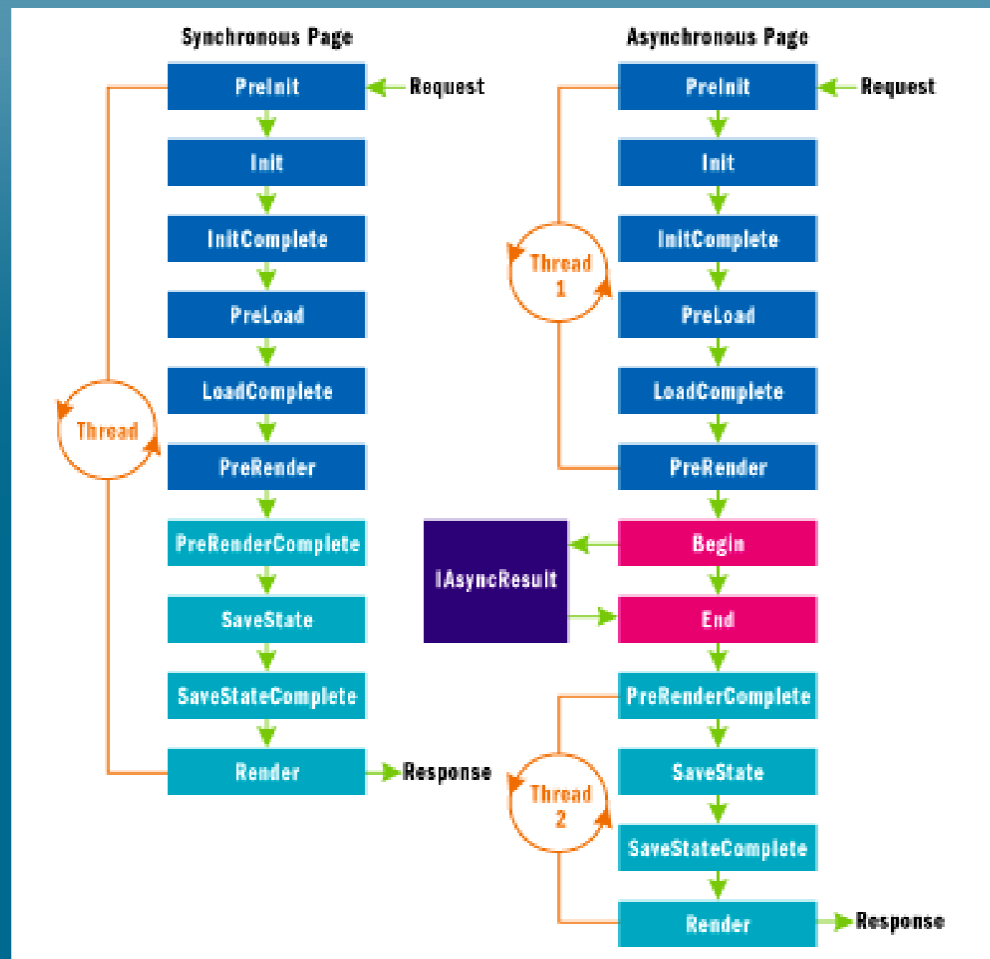 Synchronous Page
PreInit
Request
Init
InitComplete
PreLoad
LoadComplete
Thread
PreRender
PreRenderComplete
SaveState
SaveStateComplete
Render
Response
Asynchronous Page
PreInit
Request
Init
InitComplete
Thread
1
PreLoad
LoadComplete
PreRender
Begin
IAsyncResult
End
PreRenderComplete
SaveState
Thread
2
SaveStateComplete
Render
Response